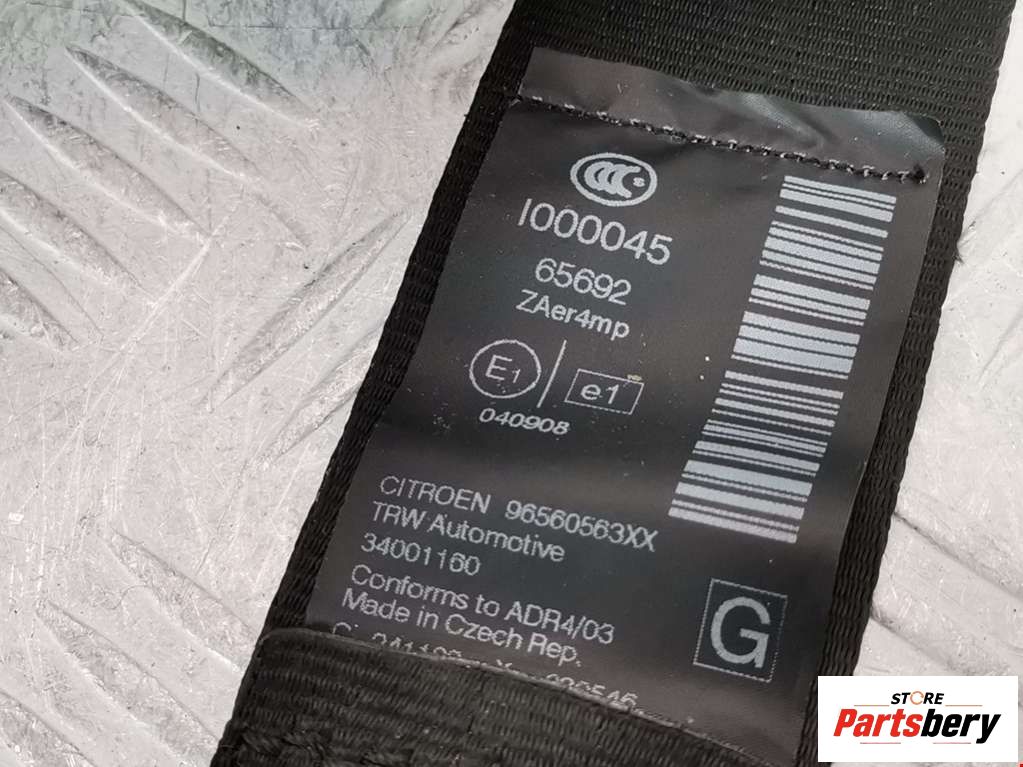 CCC S
I000045
65692
ZAer4mp
E1 e1
040908
CITROEN 96560563XX
TRW Automotive
34001160
Conforms to ADR4/03
Made in Czech Rep.
G
STORE
Partsbery